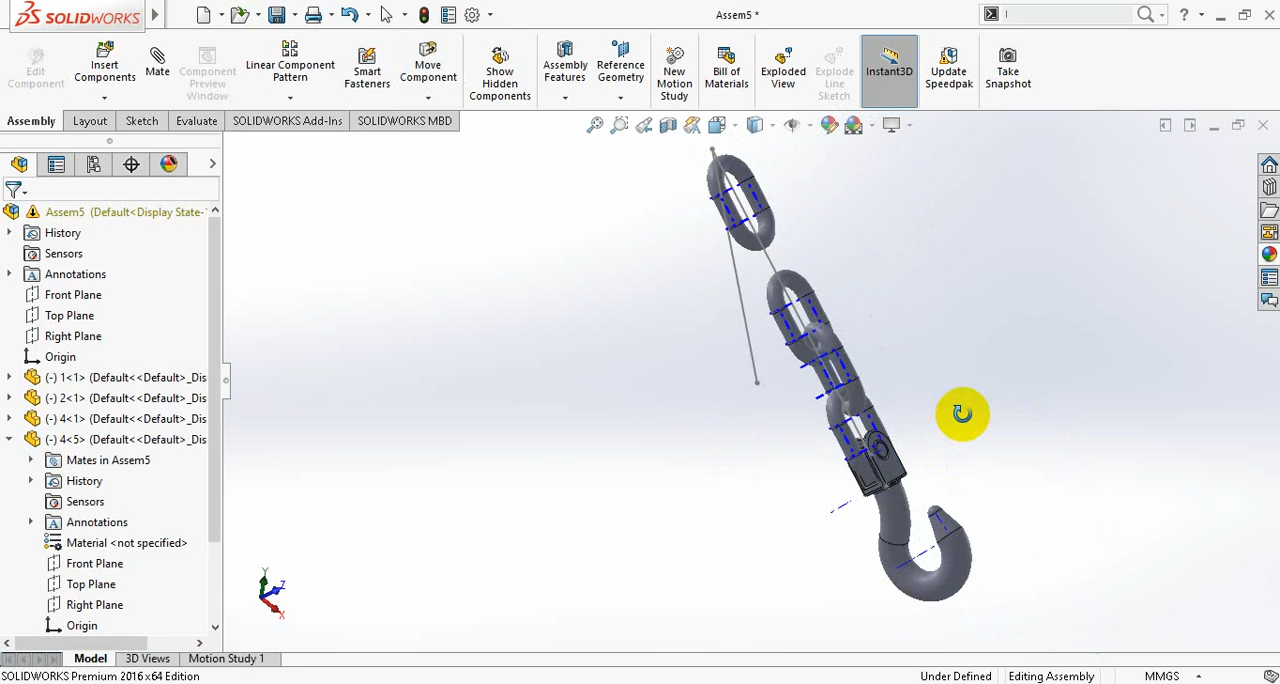 SOLIDWORKS
Assem5 *
Edit Component
Insert Components
Mate
Component Preview Window
Linear Component Pattern
Smart Fasteners
Move Component
Show Hidden Components
Assembly Features
Reference Geometry
New Motion Study
Bill of Materials
Exploded View
Explode Line Sketch
Instant3D
Update Speedpak
Take Snapshot
Assembly
Layout
Sketch
Evaluate
SOLIDWORKS Add-Ins
SOLIDWORKS MBD
Assem5 (Default<Display State-
History
Sensors
Annotations
Front Plane
Top Plane
Right Plane
Origin
(-) 1<1> (Default<<Default>_Dis
(-) 2<1> (Default<<Default>_Dis
(-) 4<1> (Default<<Default>_Dis
(-) 4<5> (Default<<Default>_Dis
Mates in Assem5
History
Sensors
Annotations
Material <not specified>
Front Plane
Top Plane
Right Plane
Origin
Y
Z
X
Model
3D Views
Motion Study 1
SOLIDWORKS Premium 2016 x64 Edition
Under Defined
Editing Assembly
MMGS